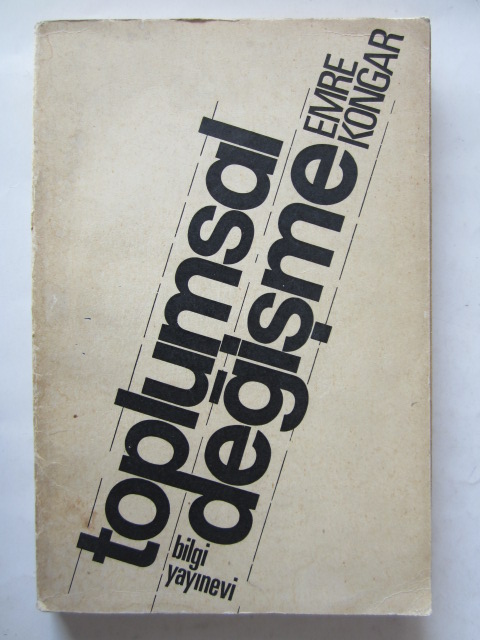 toplumsal
değişme
EMRE
KONGAR
bilgi
yayınevi